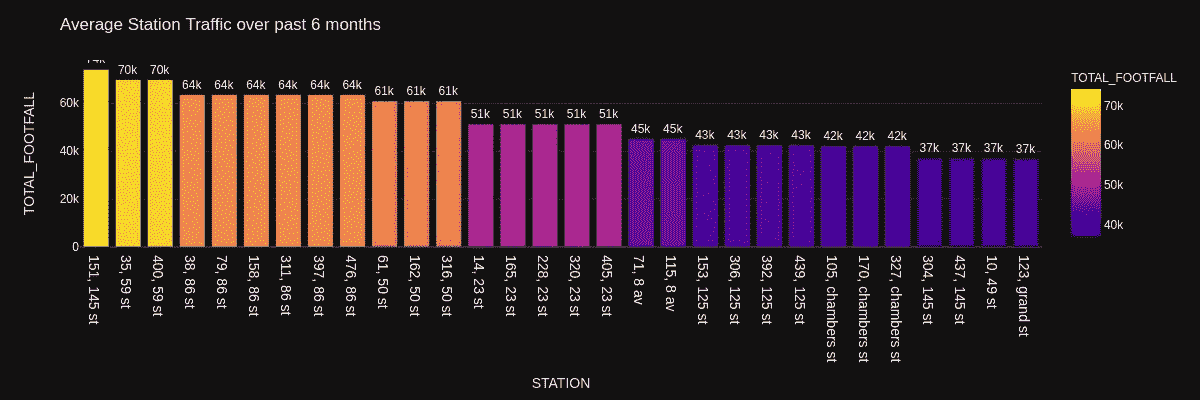 Average Station Traffic over past 6 months
TOTAL_FOOTFALL
60k
40k
20k
0
70k 70k 64k 64k 64k 64k 64k 64k 61k 61k 61k 51k 51k 51k 51k 51k 45k 45k 43k 43k 43k 43k 42k 42k 42k 37k 37k 37k 37k
151, 145 st
35, 59 st
400, 59 st
38, 86 st
79, 86 st
158, 86 st
311, 86 st
397, 86 st
476, 86 st
61, 50 st
162, 50 st
316, 50 st
14, 23 st
165, 23 st
228, 23 st
320, 23 st
405, 23 st
71, 8 av
115, 8 av
153, 125 st
306, 125 st
392, 125 st
439, 125 st
105, chambers st
170, chambers st
327, chambers st
304, 145 st
437, 145 st
10, 49 st
123, grand st
STATION
TOTAL_FOOTFALL
70k
60k
50k
40k